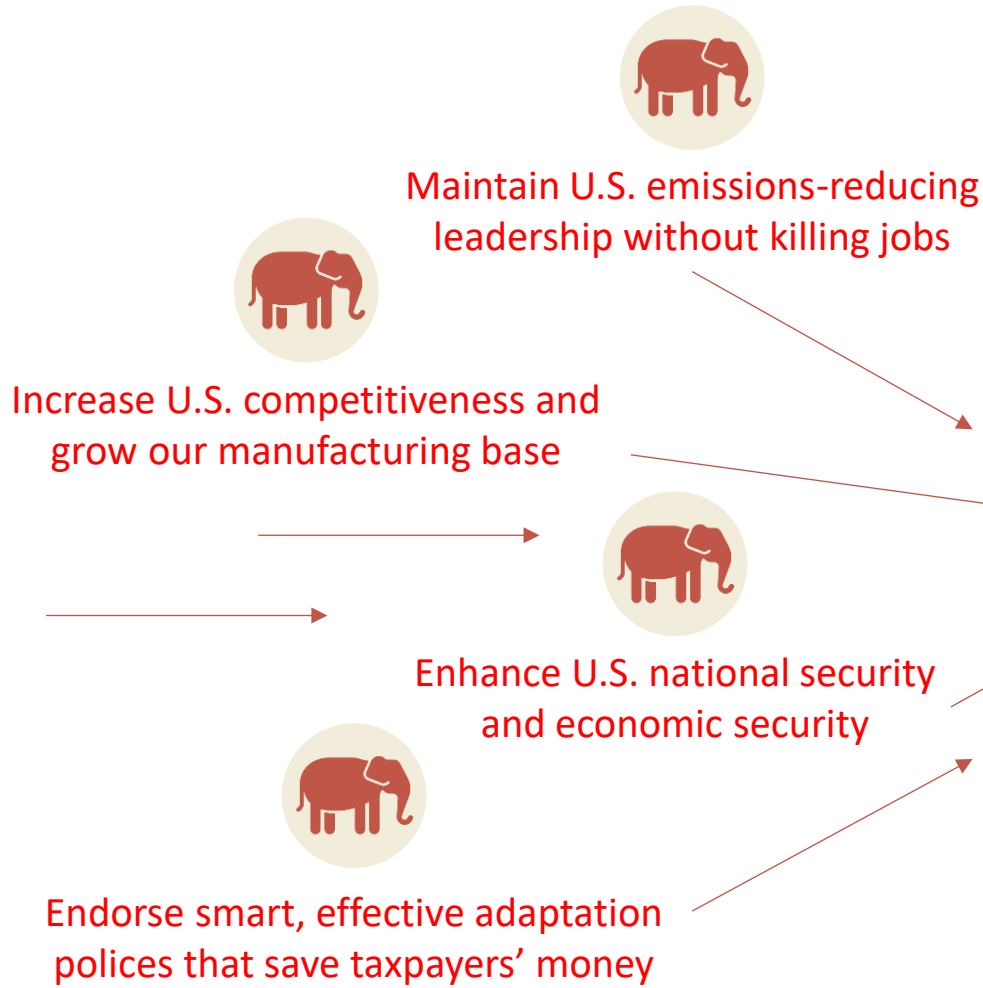 Maintain U.S. emissions-reducing
leadership without killing jobs
Increase U.S. competitiveness and
grow our manufacturing base
Enhance U.S. national security
and economic security
Endorse smart, effective adaptation
polices that save taxpayers’ money